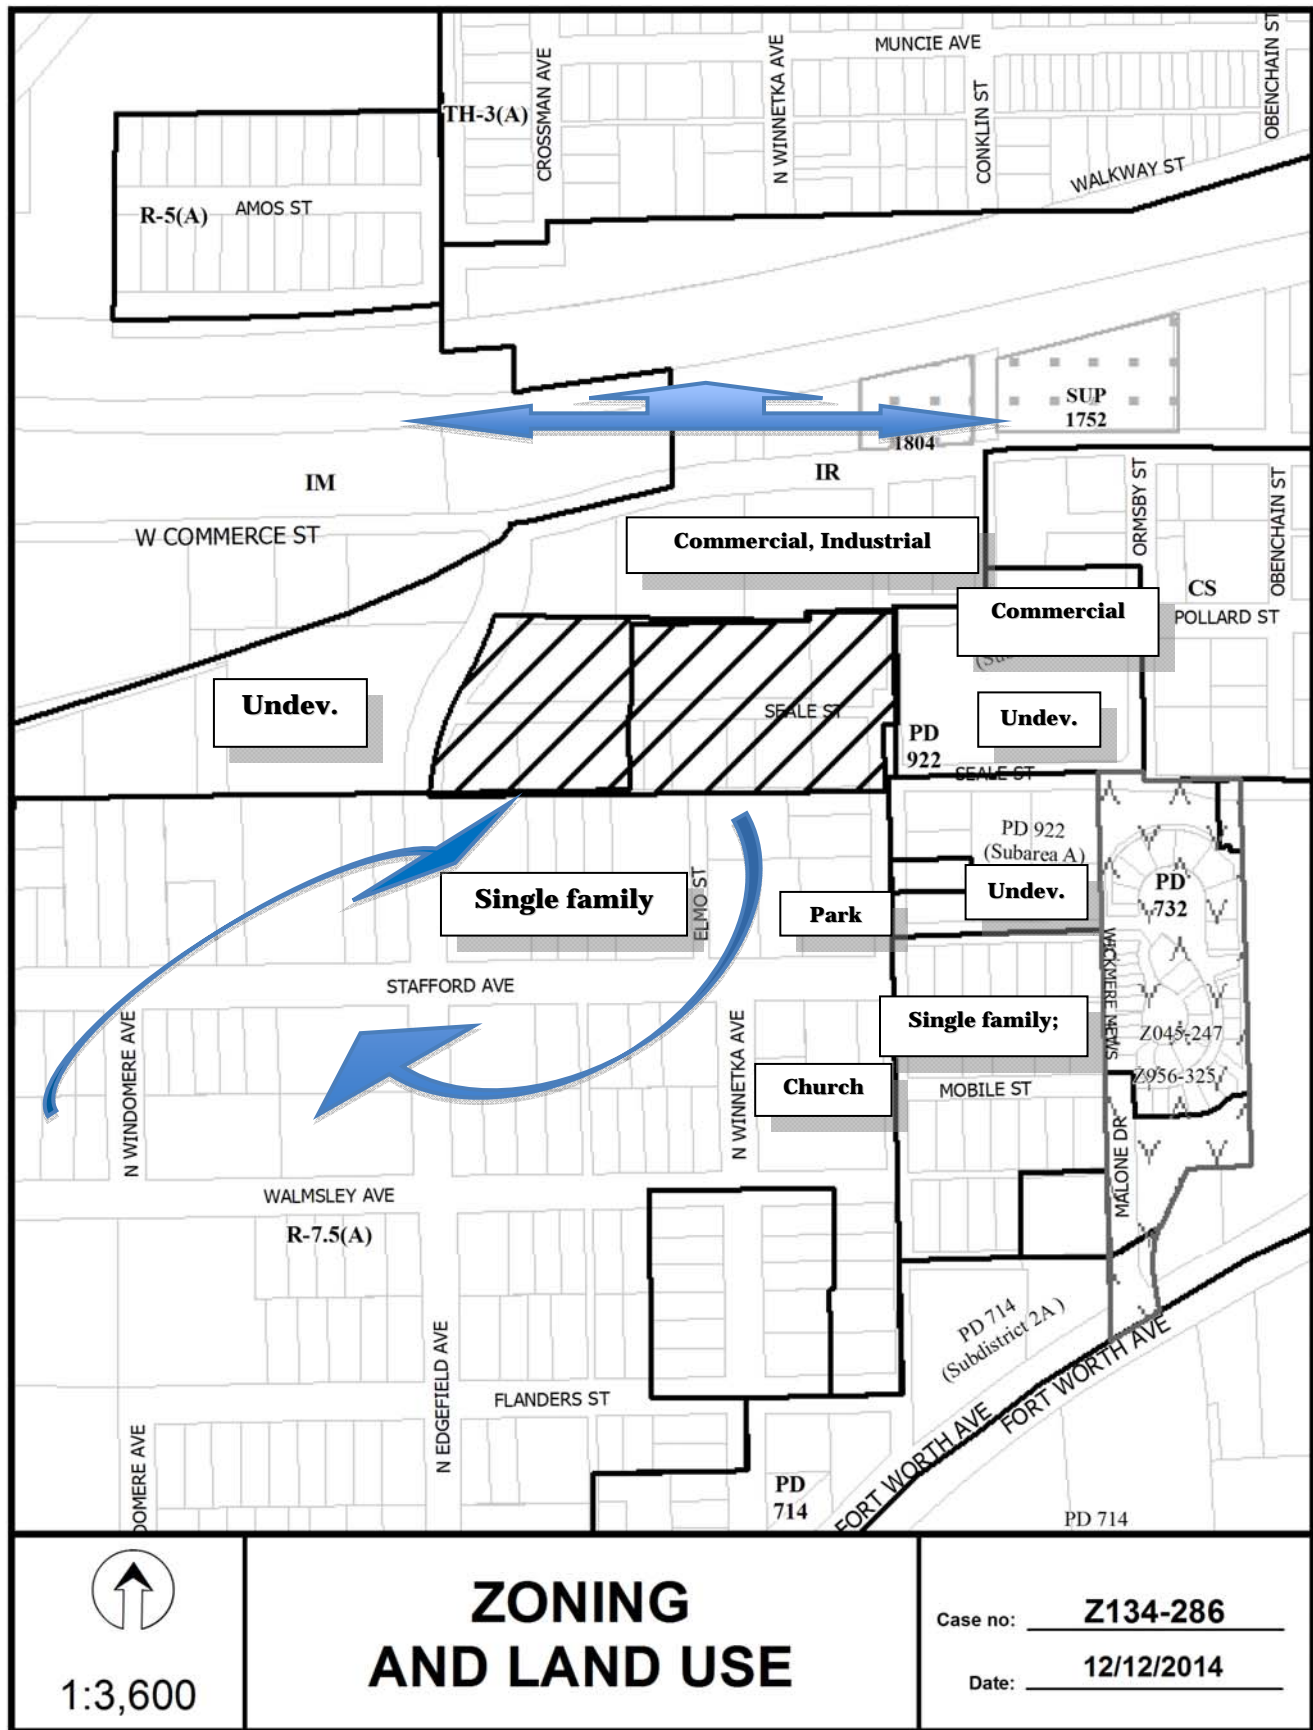 MUNCIE AVE
OBENCHAIN ST
TH-3(A)
CROSSMAN AVE
N WINNETKA AVE
CONKLIN ST
WALKWAY ST
R-5(A)
AMOS ST
SUP
1752
1804
IM
IR
W COMMERCE ST
ORMSBY ST
OBENCHAIN ST
Commercial, Industrial
CS
Commercial
POLLARD ST
Undev.
SEALE ST
Undev.
PD
922
SEALE ST
PD 922
(Subarea A)
PD
732
Single family
ELMO ST
Park
Undev.
WICKMERE MEWS
STAFFORD AVE
Single family;
Z045-247
N WINDOMERE AVE
N WINNETKA AVE
Church
MOBILE ST
Z956-325
MALONE DR
WALMSLEY AVE
R-7.5(A)
PD 714
(Subdistrict 2A )
FORT WORTH AVE
N EDGEFIELD AVE
FLANDERS ST
FORT WORTH AVE
DOMERE AVE
PD
714
PD 714
1:3,600
ZONING
AND LAND USE
Case no: Z134-286
Date: 12/12/2014